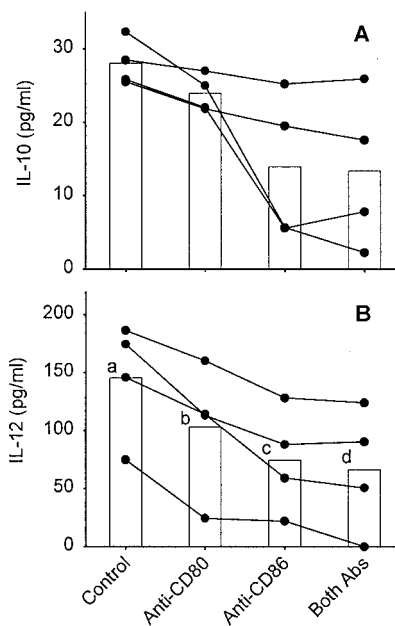 A
IL-10 (pg/ml)
30
20
10
0
B
IL-12 (pg/ml)
200
150
100
50
0
a
b
c
d
Control
Anti-CD80
Anti-CD86
Both Abs